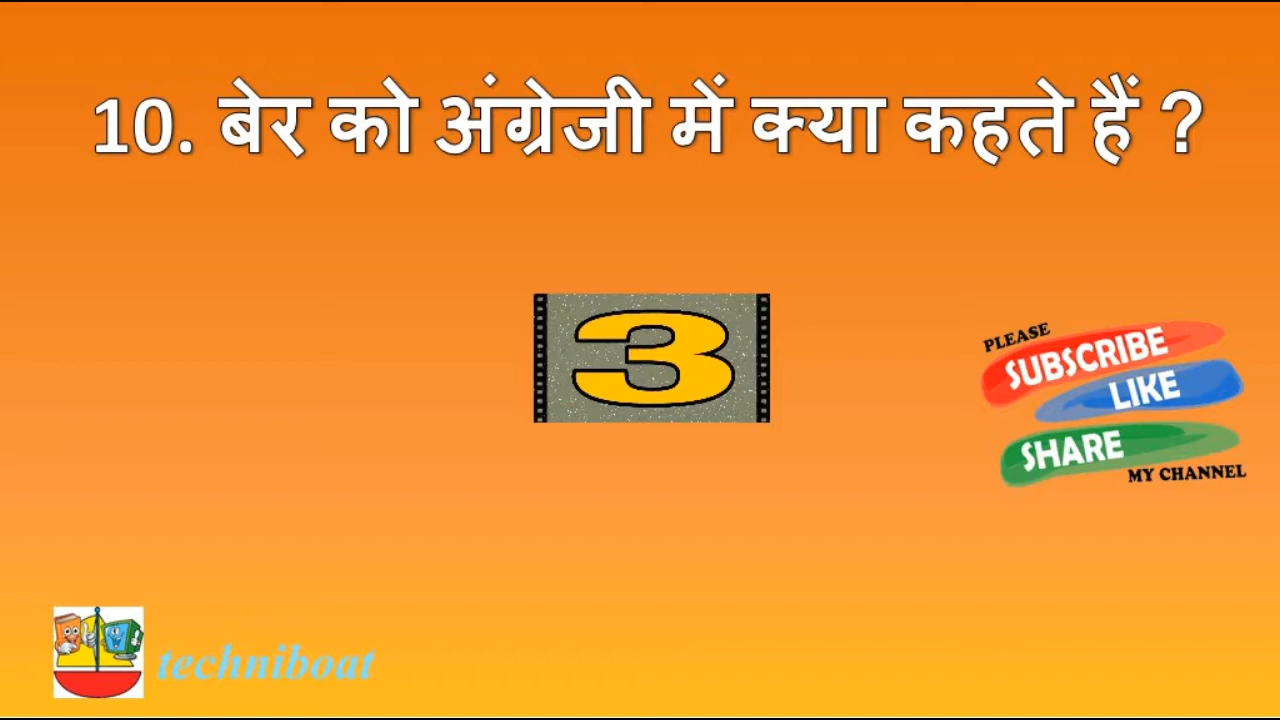 10. बेर को अंग्रेजी में क्या कहते हैं ?
3
PLEASE
SUBSCRIBE
LIKE
SHARE
MY CHANNEL
techniboat